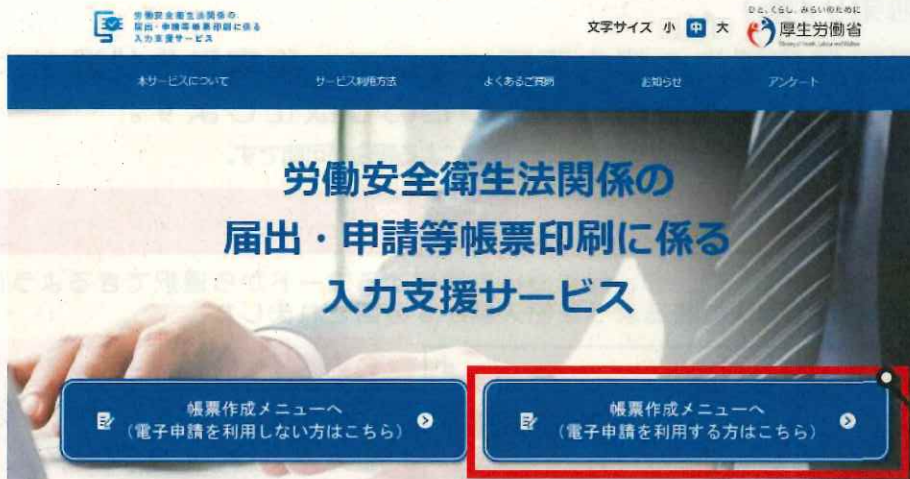 労働安全衛生法関係の
届出・申請等帳票印刷に係る
入力支援サービス
文字サイズ 小 中 大
ひと、くらし、みらいのために
厚生労働省
Ministry of Health, Labour and Welfare
本サービスについて サービス利用方法 よくあるご質問 お知らせ アンケート
労働安全衛生法関係の
届出・申請等帳票印刷に係る
入力支援サービス
帳票作成メニューへ
(電子申請を利用しない方はこちら)
帳票作成メニューへ
(電子申請を利用する方はこちら)